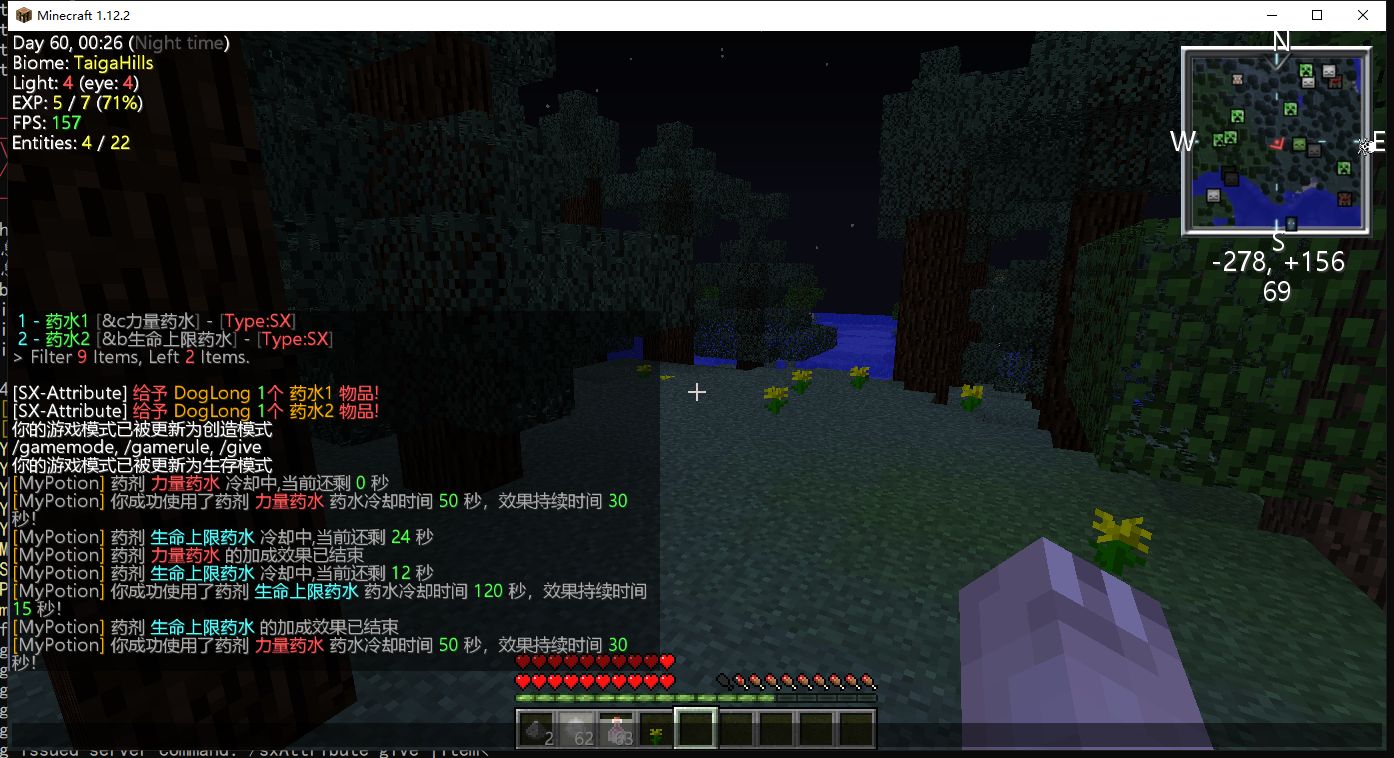 Minecraft 1.12.2
Day 60, 00:26 (Night time)
Biome: TaigaHills
Light: 4 (eye: 4)
EXP: 5 / 7 (71%)
FPS: 157
Entities: 4 / 22
N
W
E
S
-278, +156
69
1 - 药水1 [&c力量药水] - [Type:SX]
2 - 药水2 [&b生命上限药水] - [Type:SX]
> Filter 9 Items, Left 2 Items.
[SX-Attribute] 给予 DogLong 1个 药水1 物品!
[SX-Attribute] 给予 DogLong 1个 药水2 物品!
你的游戏模式已被更新为创造模式
/gamemode, /gamerule, /give
你的游戏模式已被更新为生存模式
[MyPotion] 药剂 力量药水 冷却中,当前还剩 0 秒
[MyPotion] 你成功使用了药剂 力量药水 药水冷却时间 50 秒，效果持续时间 30
秒!
[MyPotion] 药剂 生命上限药水 冷却中,当前还剩 24 秒
[MyPotion] 药剂 力量药水 的加成效果已结束
[MyPotion] 药剂 生命上限药水 冷却中,当前还剩 12 秒
[MyPotion] 你成功使用了药剂 生命上限药水 药水冷却时间 120 秒，效果持续时间
15 秒!
[MyPotion] 药剂 生命上限药水 的加成效果已结束
[MyPotion] 你成功使用了药剂 力量药水 药水冷却时间 50 秒，效果持续时间 30
秒!
2 62 63
issued server command: /sxAttribute give